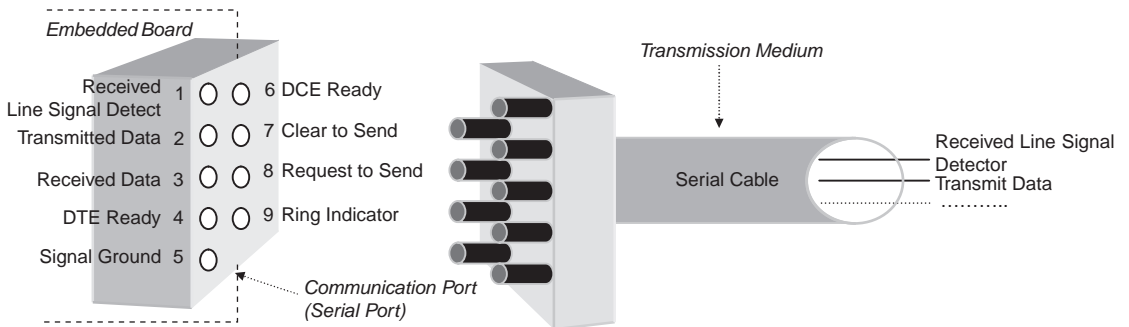 Embedded Board
Received
Line Signal Detect
1
6 DCE Ready
Transmitted Data 2
7 Clear to Send
Received Data 3
8 Request to Send
DTE Ready 4
9 Ring Indicator
Signal Ground 5
Communication Port
(Serial Port)
Transmission Medium
Serial Cable
Received Line Signal
Detector
Transmit Data
...........